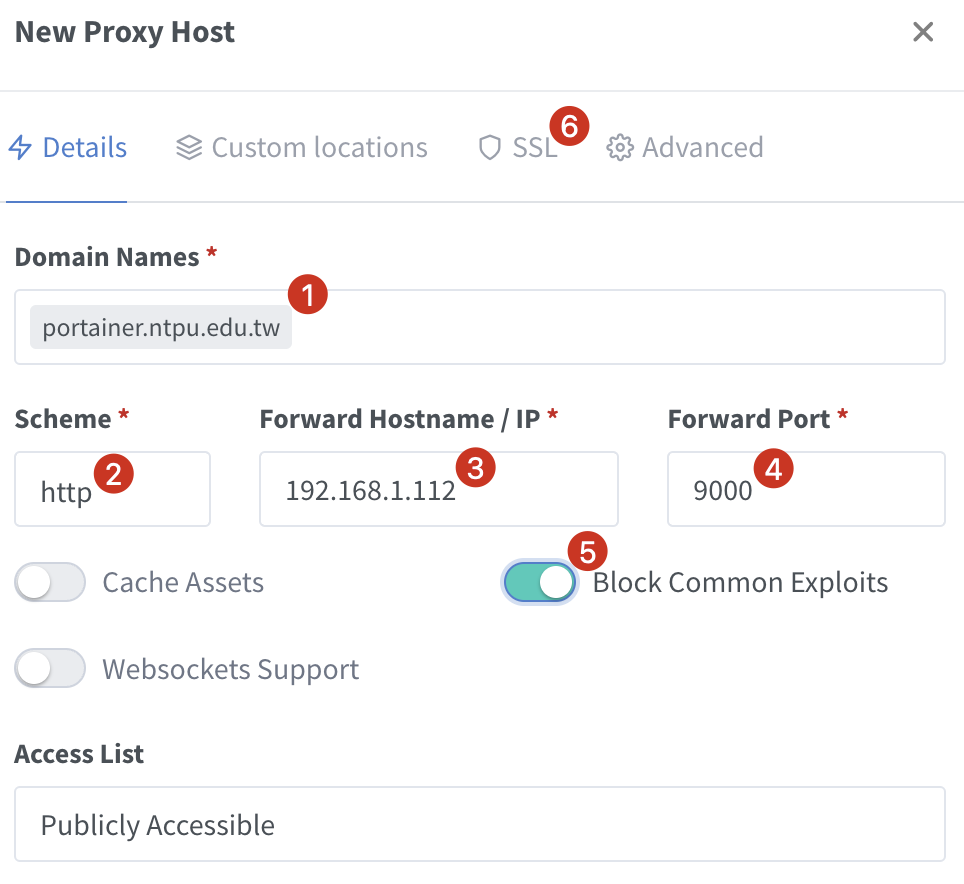 New Proxy Host
Details Custom locations SSL 6 Advanced
Domain Names *
1
portainer.ntpu.edu.tw
Scheme * Forward Hostname / IP * Forward Port *
http 2 192.168.1.112 3 9000 4
5
Cache Assets Block Common Exploits
Websockets Support
Access List
Publicly Accessible